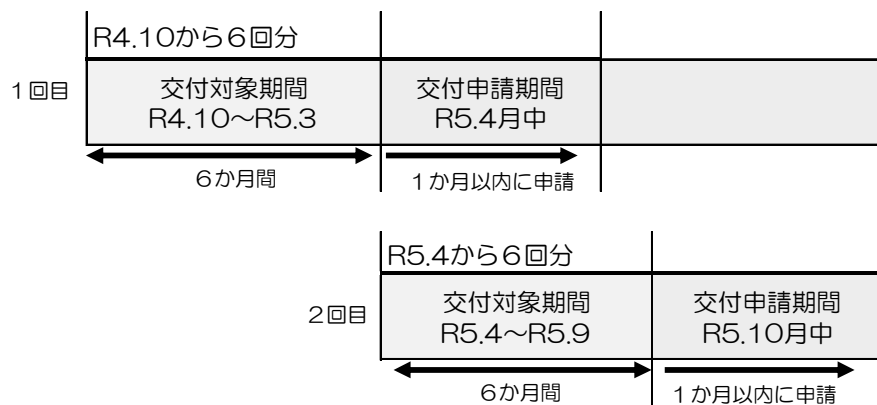 R4.10から6回分
1回目
交付対象期間
R4.10～R5.3
交付申請期間
R5.4月中
6か月間
1か月以内に申請
R5.4から6回分
2回目
交付対象期間
R5.4～R5.9
交付申請期間
R5.10月中
6か月間
1か月以内に申請